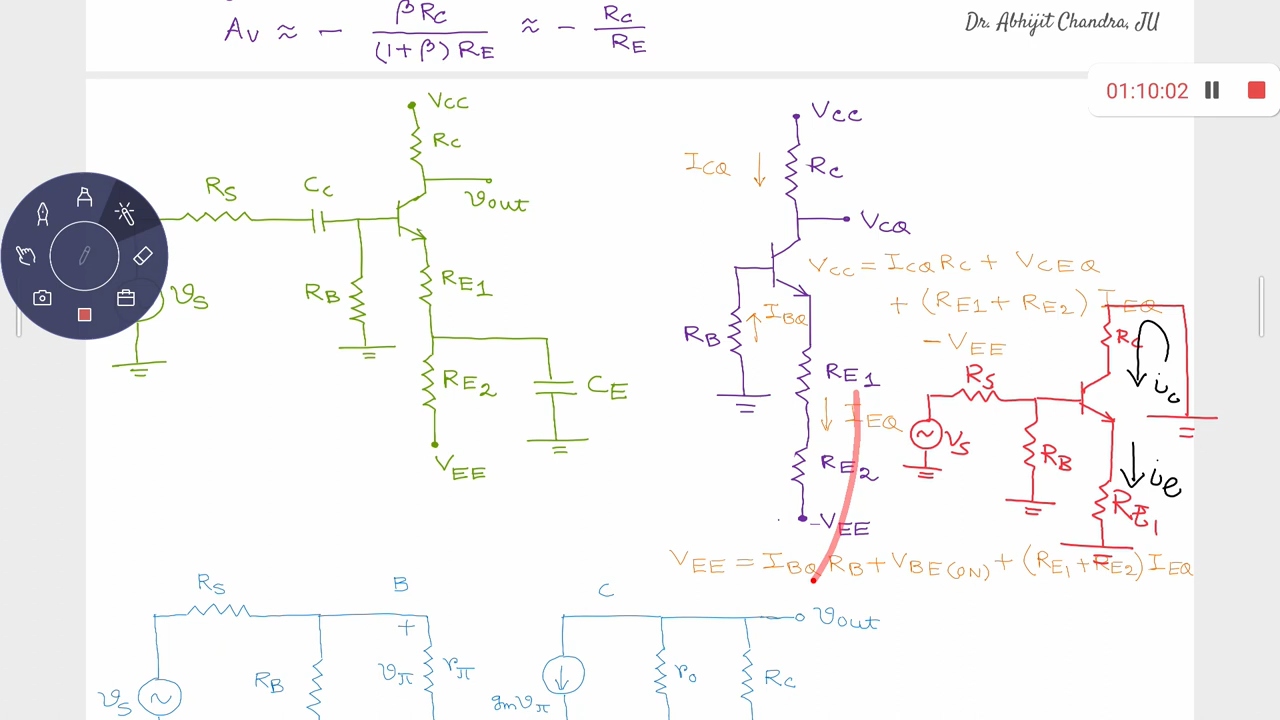 Av ≈ - βRc / (1+β)RE ≈ - Rc / RE
Dr. Abhijit Chandra, JU
01:10:02
Vcc
Rc
Vout
Rs
Cc
RB
Vs
RE1
RE2
CE
VEE
Vcc
ICQ ↓
Rc
VCQ
Vcc = ICQRc + VCEQ
+ (RE1 + RE2) IEQ
- VEE
RB
↑ IBQ
RE1
↓ IEQ
RE2
-VEE
Rc
ic
Rs
Vs
RB
ie
RE1
VEE = IBQ RB + VBE(ON) + (RE1+RE2) IEQ
Rs
B
C
+
Vout
Vπ
rπ
RB
Vs
gmVπ
ro
Rc